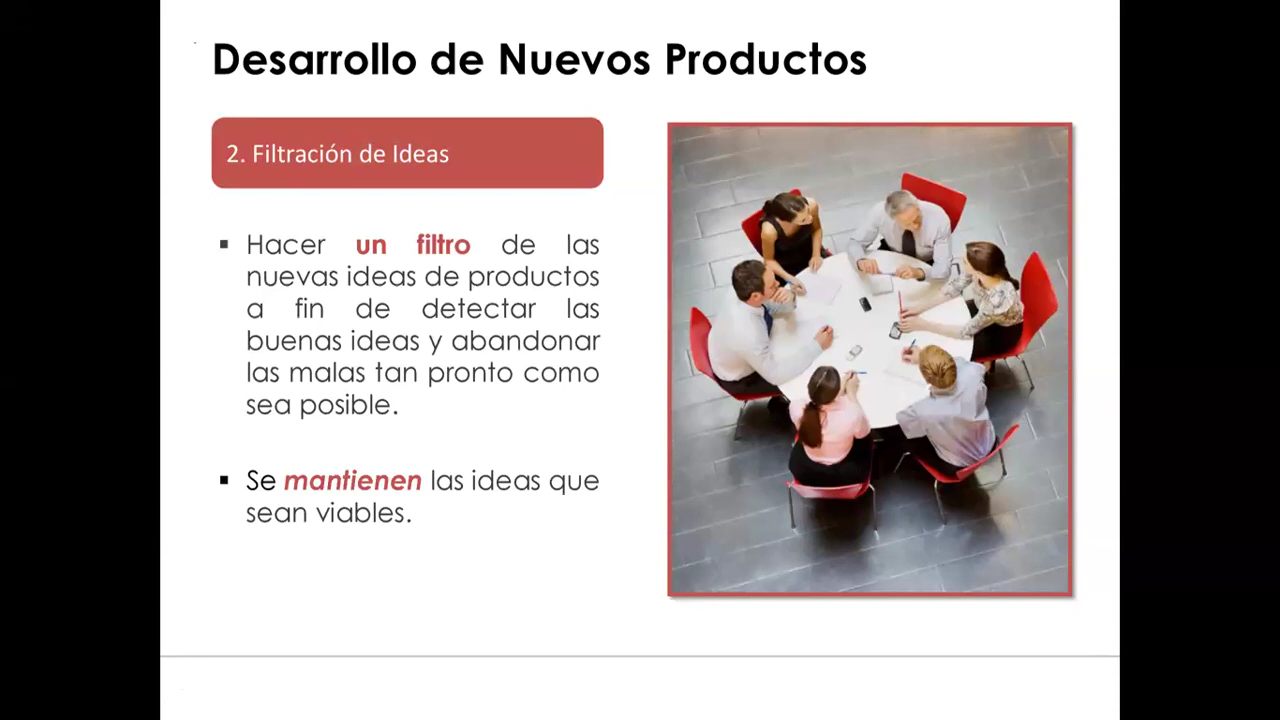 Desarrollo de Nuevos Productos
2. Filtración de Ideas
▪ Hacer un filtro de las
nuevas ideas de productos
a fin de detectar las
buenas ideas y abandonar
las malas tan pronto como
sea posible.
▪ Se mantienen las ideas que
sean viables.